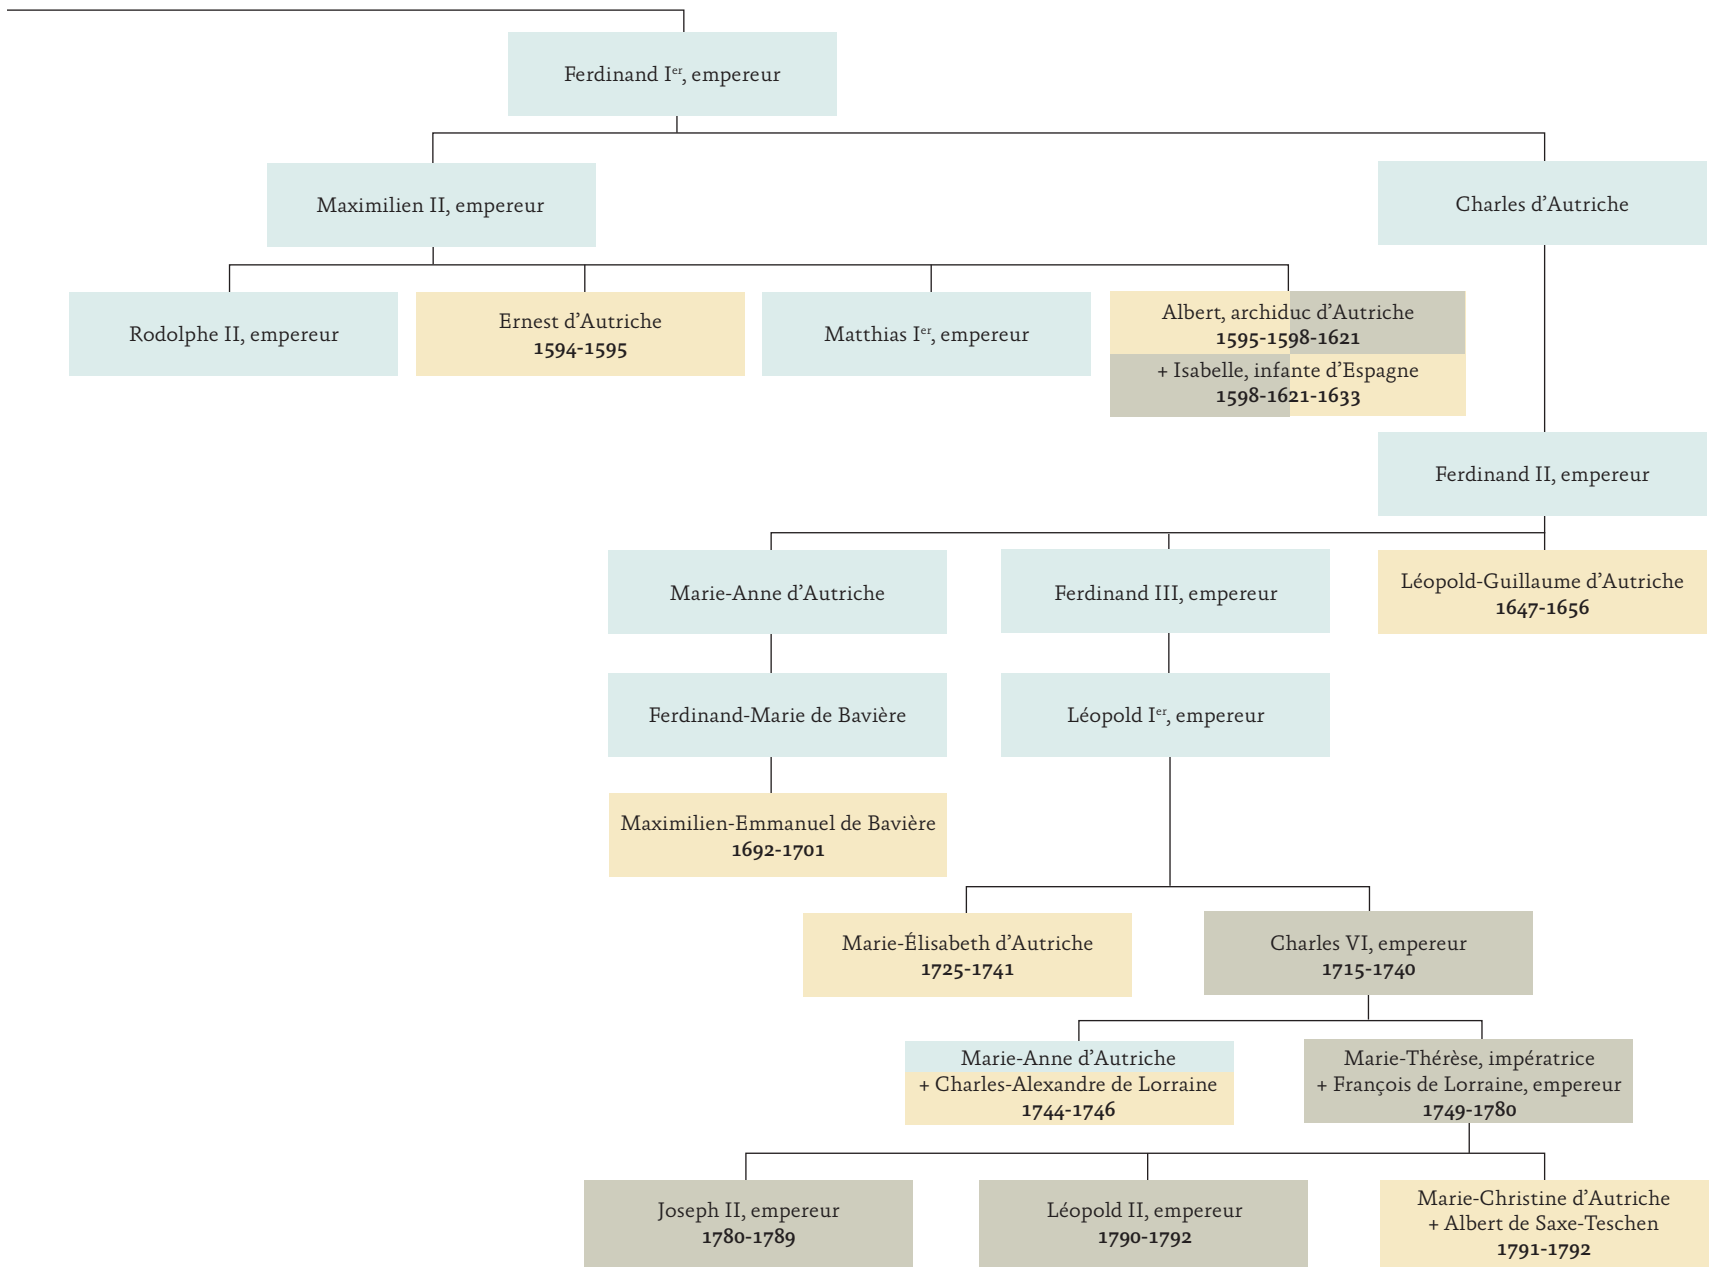 Ferdinand Ier, empereur
Maximilien II, empereur
Charles d’Autriche
Rodolphe II, empereur
Ernest d’Autriche
1594-1595
Matthias Ier, empereur
Albert, archiduc d’Autriche
1595-1598-1621
+ Isabelle, infante d’Espagne
1598-1621-1633
Ferdinand II, empereur
Marie-Anne d’Autriche
Ferdinand III, empereur
Léopold-Guillaume d’Autriche
1647-1656
Ferdinand-Marie de Bavière
Léopold Ier, empereur
Maximilien-Emmanuel de Bavière
1692-1701
Marie-Élisabeth d’Autriche
1725-1741
Charles VI, empereur
1715-1740
Marie-Anne d’Autriche
+ Charles-Alexandre de Lorraine
1744-1746
Marie-Thérèse, impératrice
+ François de Lorraine, empereur
1749-1780
Joseph II, empereur
1780-1789
Léopold II, empereur
1790-1792
Marie-Christine d’Autriche
+ Albert de Saxe-Teschen
1791-1792